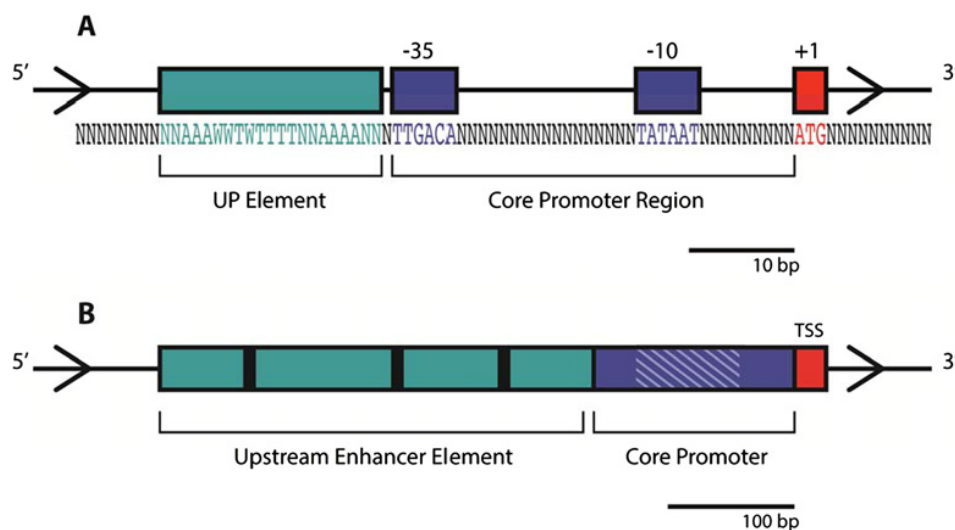 A
-35 -10 +1
5′ 3
NNNNNNNNNNAAAWWTWTTTTNNAAAANNNTTGACANNNNNNNNNNNNNNNNNTATAATNNNNNNNNNATGNNNNNNNNNN
UP Element Core Promoter Region
10 bp
B
TSS
5′ 3
Upstream Enhancer Element Core Promoter
100 bp